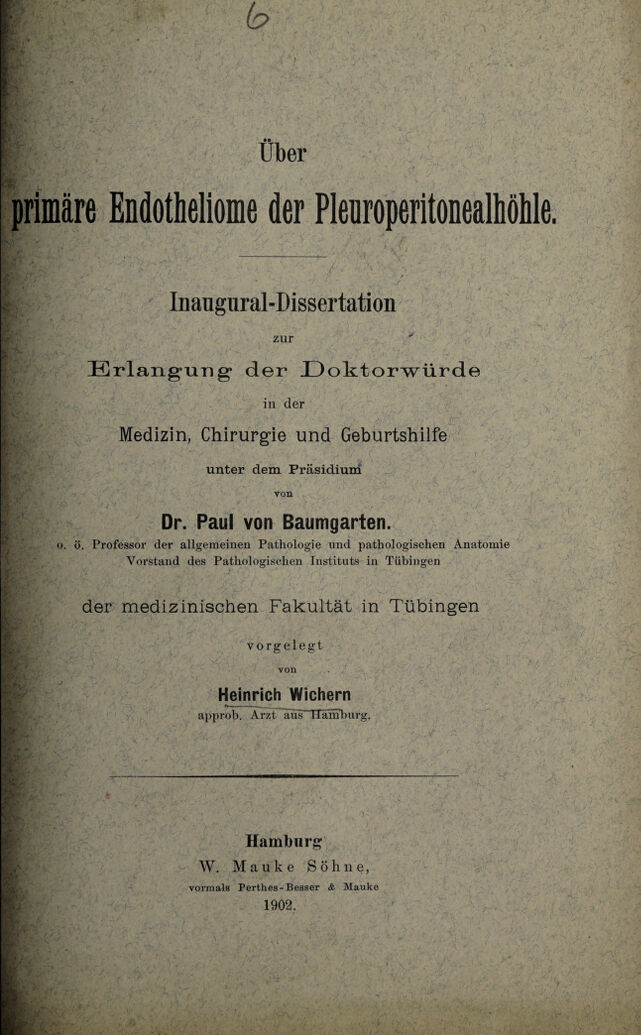 6
Über
primäre Endotheliome der Pleuroperitonealhöhle.
Inaugural-Dissertation
zur
Erlangung der Doktorwürde
in der
Medizin, Chirurgie und Geburtshilfe
unter dem Präsidium
von
Dr. Paul von Baumgarten.
o. ö. Professor der allgemeinen Pathologie und pathologischen Anatomie
Vorstand des Pathologischen Instituts in Tübingen
der medizinischen Fakultät in Tübingen
vorgelegt
von
Heinrich Wichern
approb. Arzt aus Hamburg.
Hamburg
W. Mauke Söhne,
vormals Perthes-Besser & Mauke
1902.